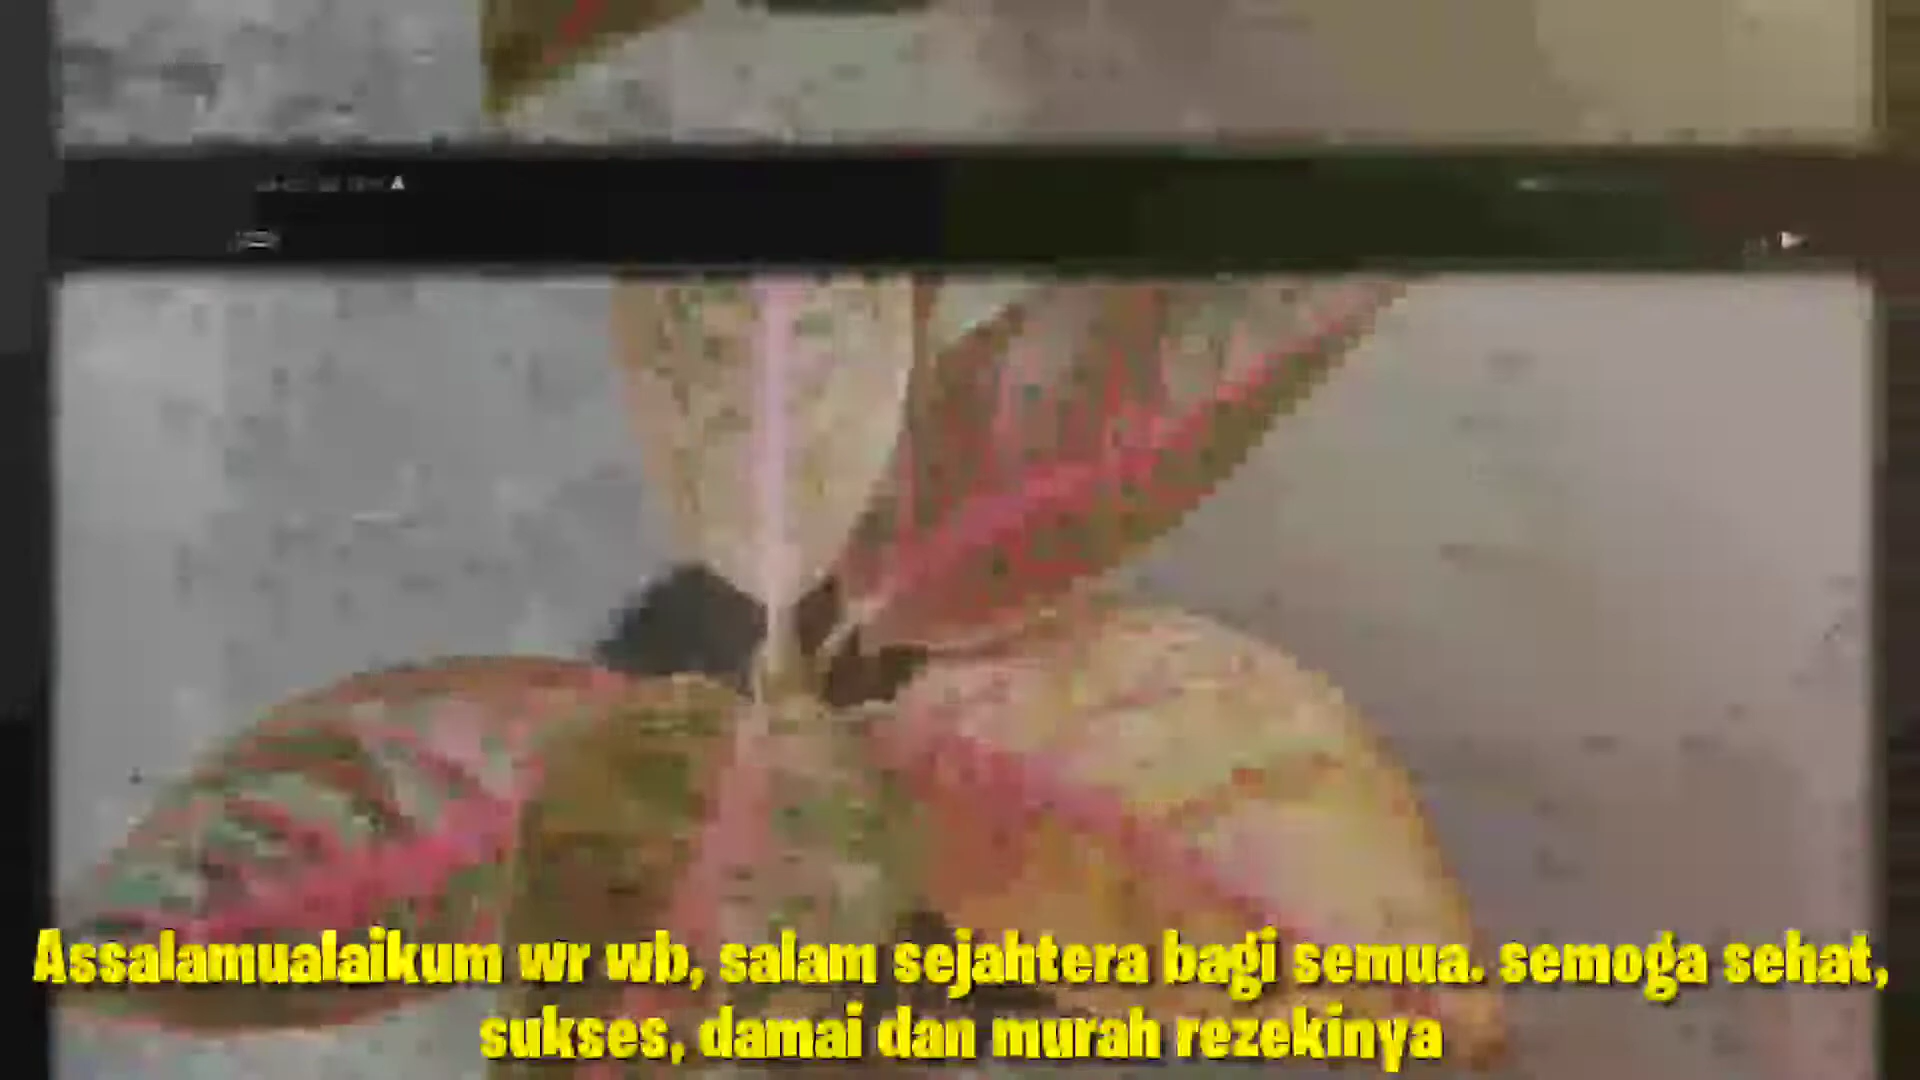 Assalamualaikum wr wb, salam sejahtera bagi semua. semoga sehat,
sukses, damai dan murah rezekinya